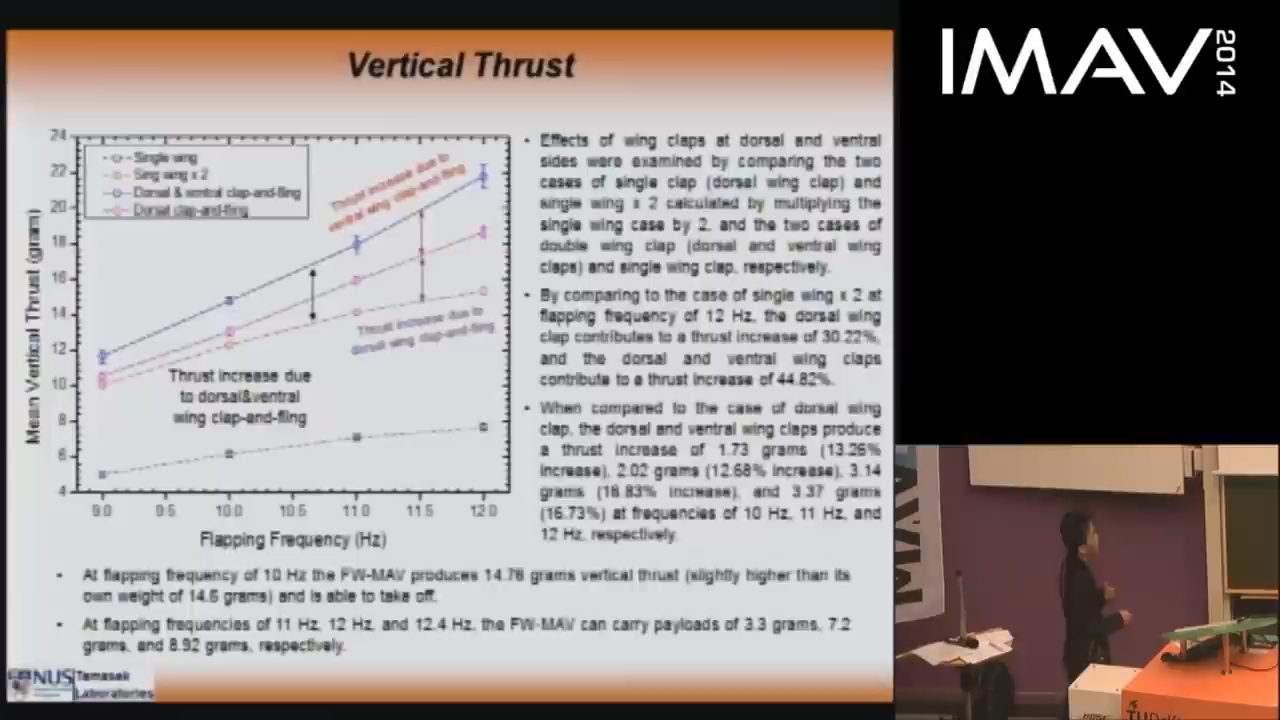 Vertical Thrust
IMAV
2014
24
22
20
18
16
14
12
10
8
6
4
Mean Vertical Thrust (gram)
Single wing
Sing wing x 2
Dorsal & ventral clap-and-fling
Dorsal clap-and-fling
Thrust increase due to
ventral wing clap-and-fling
Thrust increase due to
dorsal wing clap-and-fling
Thrust increase due
to dorsal&ventral
wing clap-and-fling
9.0 9.5 10.0 10.5 11.0 11.5 12.0
Flapping Frequency (Hz)
• Effects of wing claps at dorsal and ventral
sides were examined by comparing the two
cases of single clap (dorsal wing clap) and
single wing x 2 calculated by multiplying the
single wing case by 2, and the two cases of
double wing clap (dorsal and ventral wing
claps) and single wing clap, respectively.
• By comparing to the case of single wing x 2 at
flapping frequency of 12 Hz, the dorsal wing
clap contributes to a thrust increase of 30.22%,
and the dorsal and ventral wing claps
contribute to a thrust increase of 44.82%.
• When compared to the case of dorsal wing
clap, the dorsal and ventral wing claps produce
a thrust increase of 1.73 grams (13.26%
increase), 2.02 grams (12.68% increase), 3.14
grams (16.83% increase), and 3.37 grams
(16.73%) at frequencies of 10 Hz, 11 Hz, and
12 Hz, respectively.
• At flapping frequency of 10 Hz the FW-MAV produces 14.76 grams vertical thrust (slightly higher than its
own weight of 14.6 grams) and is able to take off.
• At flapping frequencies of 11 Hz, 12 Hz, and 12.4 Hz, the FW-MAV can carry payloads of 3.3 grams, 7.2
grams, and 8.92 grams, respectively.
NUS
Temasek
Laboratories